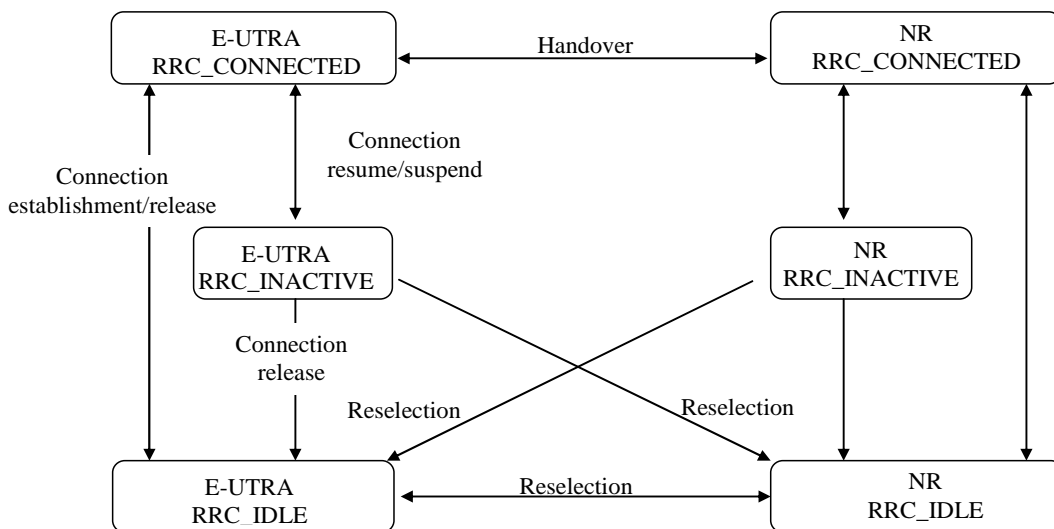 E-UTRA
RRC_CONNECTED
Handover
NR
RRC_CONNECTED
Connection
resume/suspend
Connection
establishment/release
E-UTRA
RRC_INACTIVE
NR
RRC_INACTIVE
Connection
release
Reselection
Reselection
E-UTRA
RRC_IDLE
Reselection
NR
RRC_IDLE